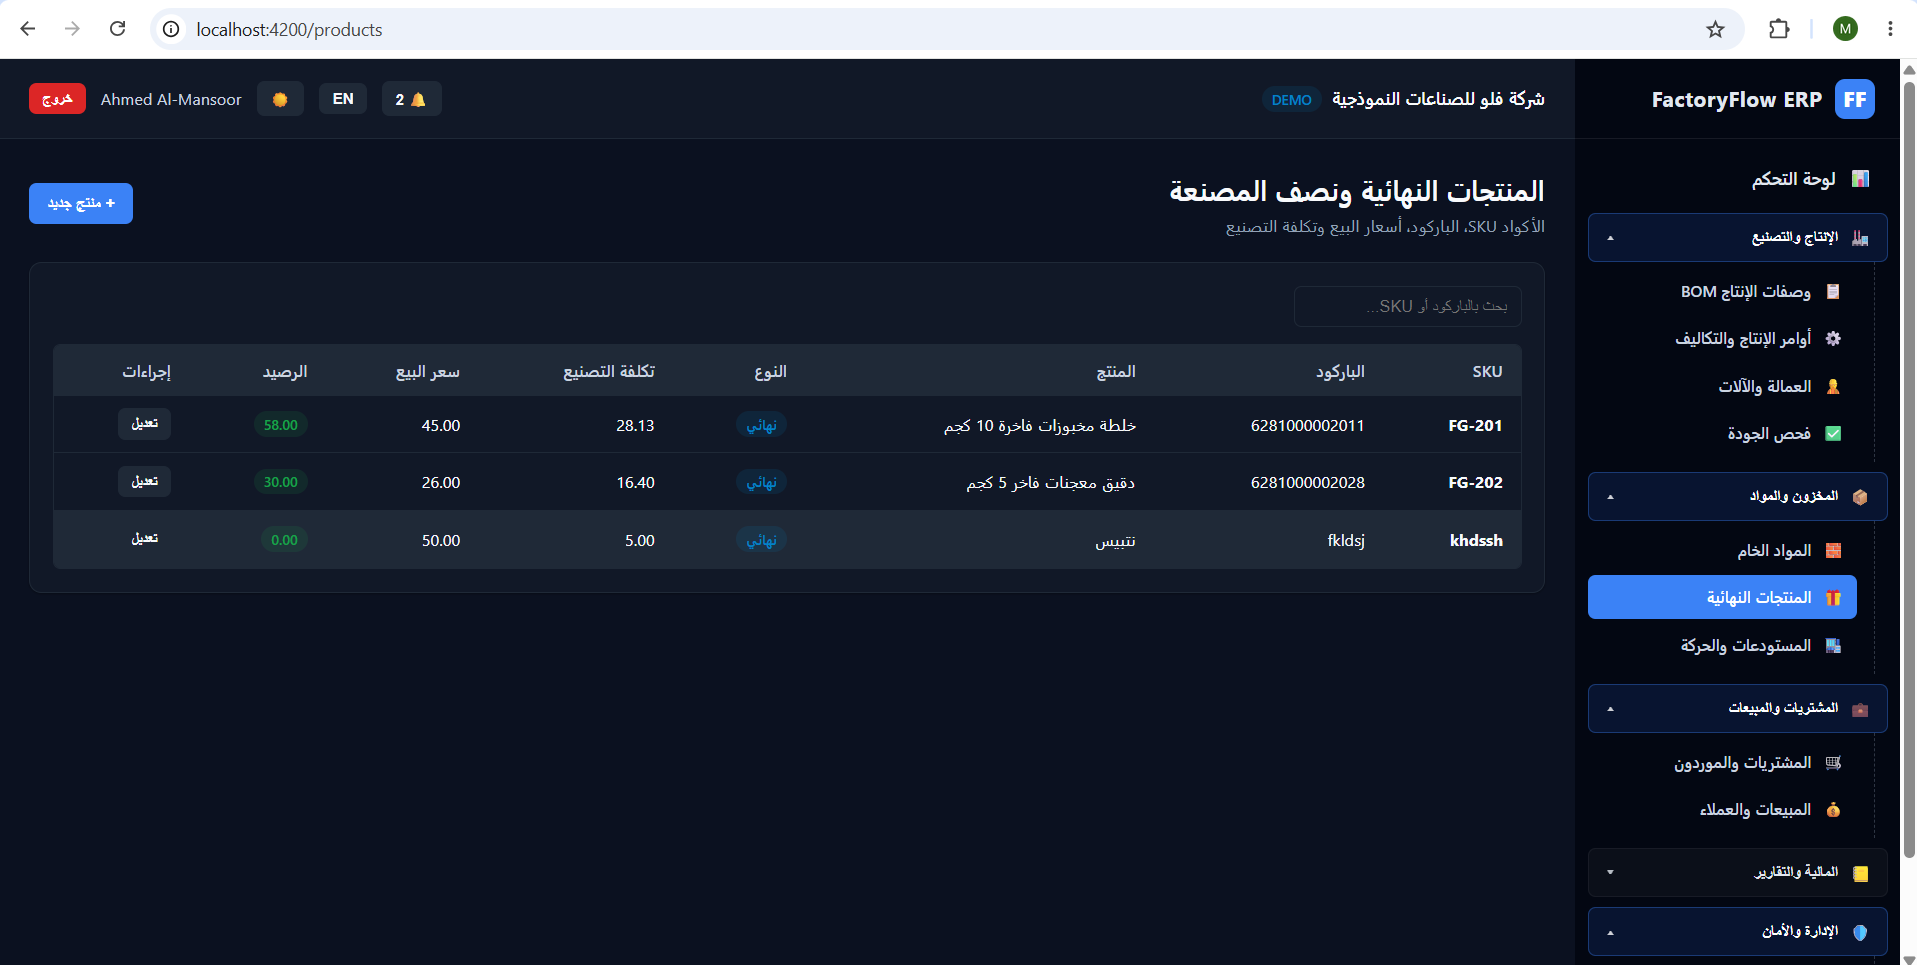 localhost:4200/products
M
FF
FactoryFlow ERP
شركة فلو للصناعات النموذجية
DEMO
2
EN
Ahmed Al-Mansoor
خروج
لوحة التحكم
الإنتاج والتصنيع
وصفات الإنتاج BOM
أوامر الإنتاج والتكاليف
العمالة والآلات
فحص الجودة
المخزون والمواد
المواد الخام
المنتجات النهائية
المستودعات والحركة
المشتريات والمبيعات
المشتريات والموردون
المبيعات والعملاء
المالية والتقارير
الإدارة والأمان
المنتجات النهائية ونصف المصنعة
الأكواد SKU، الباركود، أسعار البيع وتكلفة التصنيع
+ منتج جديد
بحث بالباركود أو SKU...
SKU الباركود المنتج النوع تكلفة التصنيع سعر البيع الرصيد إجراءات
FG-201 6281000002011 خلطة مخبوزات فاخرة 10 كجم نهائي 28.13 45.00 58.00 تعديل
FG-202 6281000002028 دقيق معجنات فاخر 5 كجم نهائي 16.40 26.00 30.00 تعديل
khdssh fkldsj نتبيس نهائي 5.00 50.00 0.00 تعديل